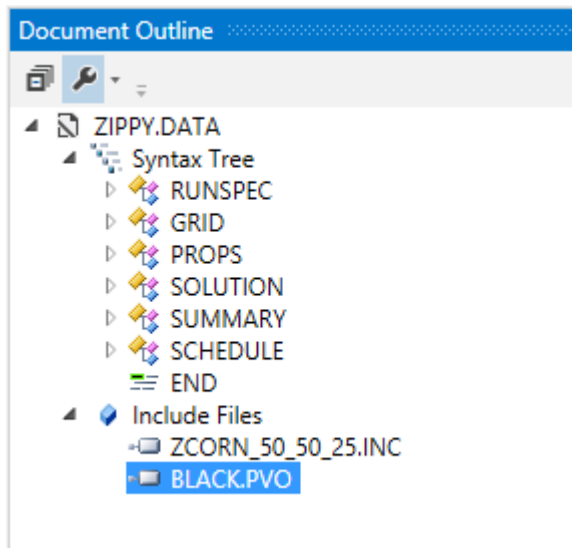 Document Outline
ZIPPY.DATA
Syntax Tree
RUNSPEC
GRID
PROPS
SOLUTION
SUMMARY
SCHEDULE
END
Include Files
ZCORN_50_50_25.INC
BLACK.PVO